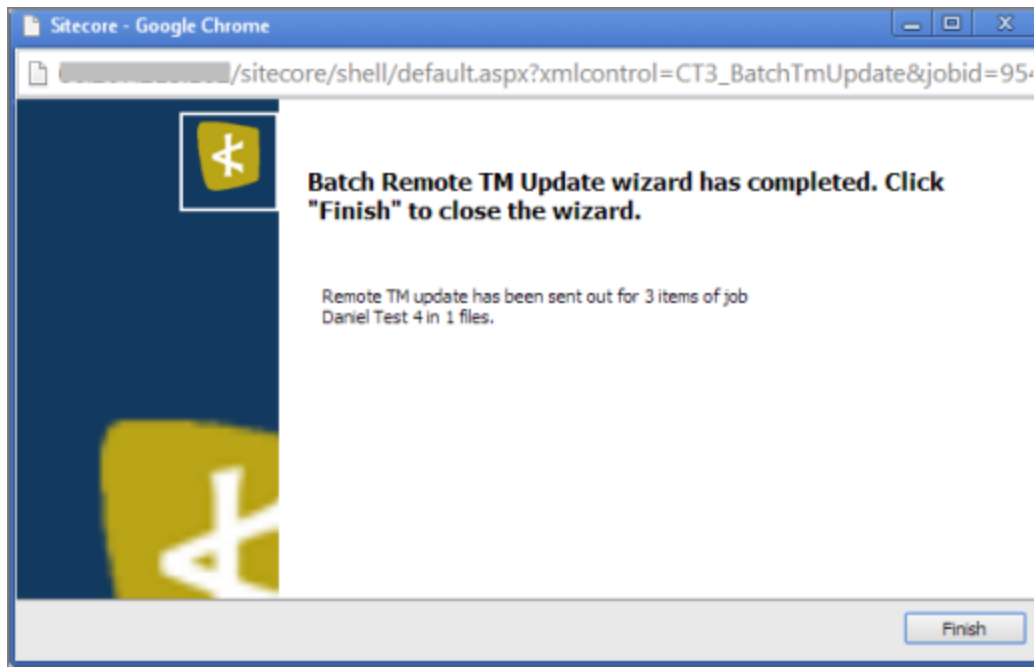 Sitecore - Google Chrome
/sitecore/shell/default.aspx?xmlcontrol=CT3_BatchTmUpdate&jobid=954
Batch Remote TM Update wizard has completed. Click
"Finish" to close the wizard.
Remote TM update has been sent out for 3 items of job
Daniel Test 4 in 1 files.
Finish